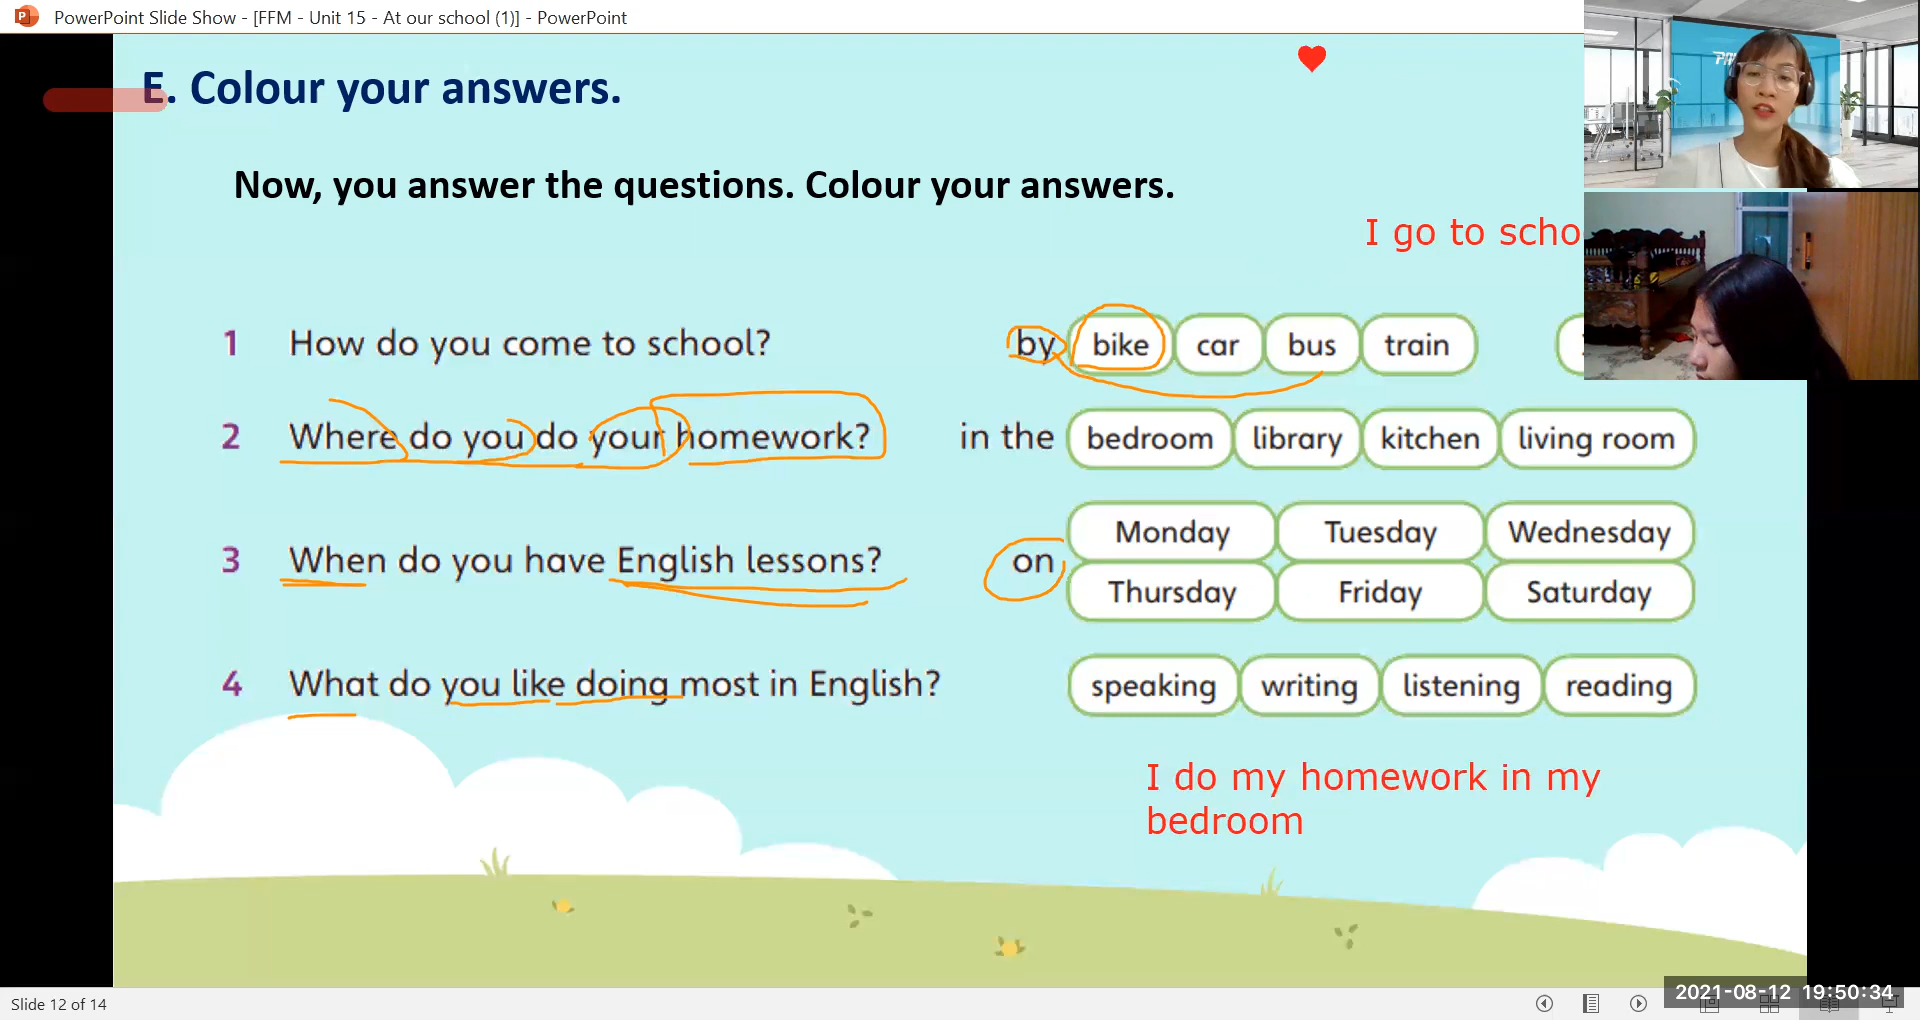 PowerPoint Slide Show - [FFM - Unit 15 - At our school (1)] - PowerPoint
E. Colour your answers.
Now, you answer the questions. Colour your answers.
I go to scho
1 How do you come to school? by bike car bus train
2 Where do you do your homework? in the bedroom library kitchen living room
Monday Tuesday Wednesday
3 When do you have English lessons? on
Thursday Friday Saturday
4 What do you like doing most in English? speaking writing listening reading
I do my homework in my
bedroom
Slide 12 of 14
2021-08-12 19:50:34